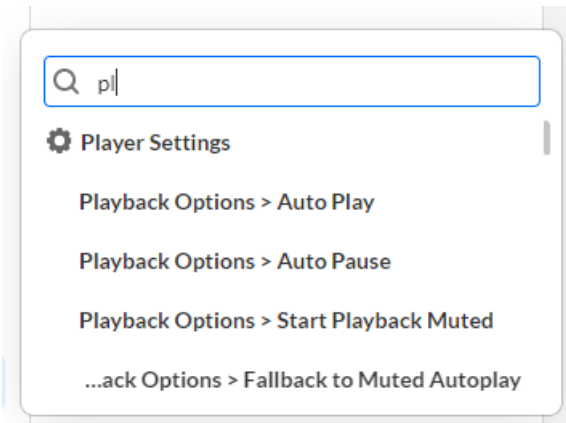 pl
Player Settings
Playback Options > Auto Play
Playback Options > Auto Pause
Playback Options > Start Playback Muted
...ack Options > Fallback to Muted Autoplay